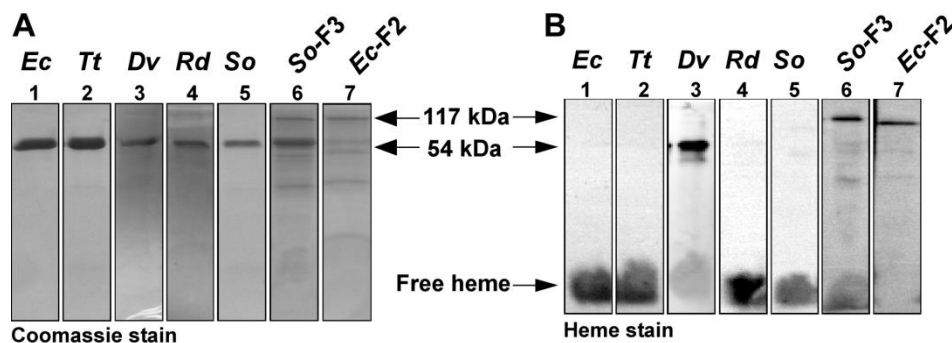 A
Ec Tt Dv Rd So So-F3 Ec-F2
1 2 3 4 5 6 7
Coomassie stain
117 kDa
54 kDa
Free heme
B
Ec Tt Dv Rd So So-F3 Ec-F2
1 2 3 4 5 6 7
Heme stain